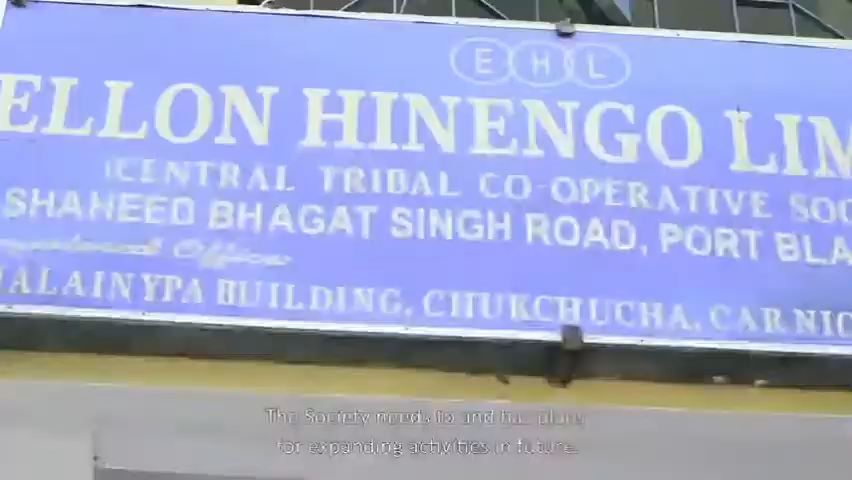 EHL
ELLON HINENGO LIM
(CENTRAL TRIBAL CO-OPERATIVE SOC
SHAHEED BHAGAT SINGH ROAD, PORT BLA
Office
ALAINYPA BUILDING, CHUKCHUCHA, CAR NIC
The Society needs to and has plans
for expanding activities in future.